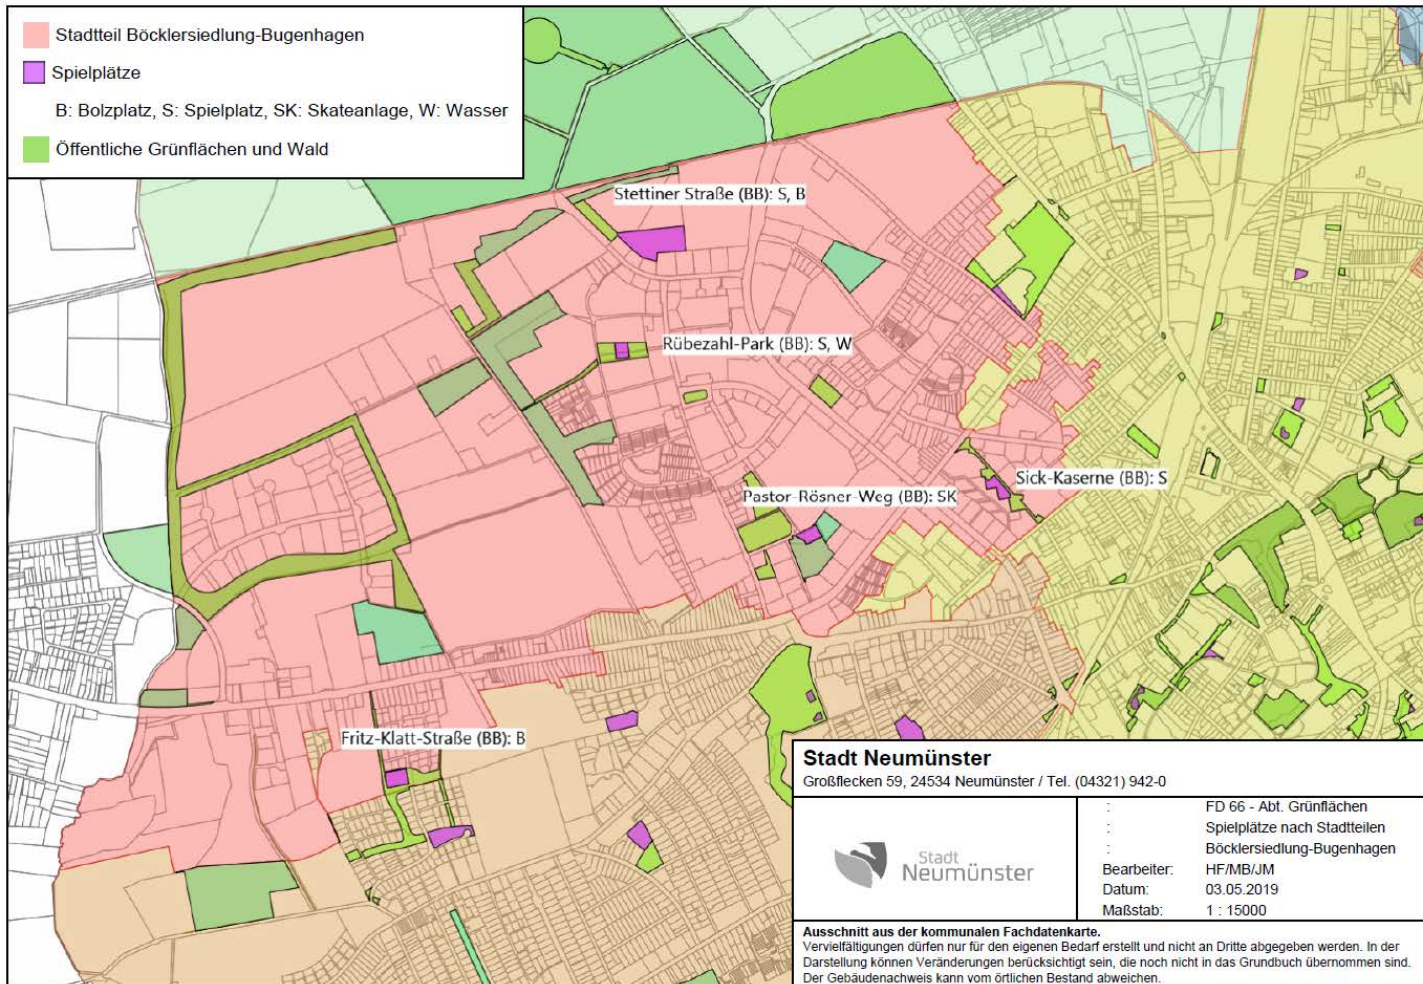 Stadtteil Böcklersiedlung-Bugenhagen
Spielplätze
B: Bolzplatz, S: Spielplatz, SK: Skateanlage, W: Wasser
Öffentliche Grünflächen und Wald
N
Stettiner Straße (BB): S, B
Rübezahl-Park (BB): S, W
Sick-Kaserne (BB): S
Pastor-Rösner-Weg (BB): SK
Fritz-Klatt-Straße (BB): B
Stadt Neumünster
Großflecken 59, 24534 Neumünster / Tel. (04321) 942-0
Stadt
Neumünster
: FD 66 - Abt. Grünflächen
: Spielplätze nach Stadtteilen
: Böcklersiedlung-Bugenhagen
Bearbeiter: HF/MB/JM
Datum: 03.05.2019
Maßstab: 1 : 15000
Ausschnitt aus der kommunalen Fachdatenkarte.
Vervielfältigungen dürfen nur für den eigenen Bedarf erstellt und nicht an Dritte abgegeben werden. In der
Darstellung können Veränderungen berücksichtigt sein, die noch nicht in das Grundbuch übernommen sind.
Der Gebäudenachweis kann vom örtlichen Bestand abweichen.